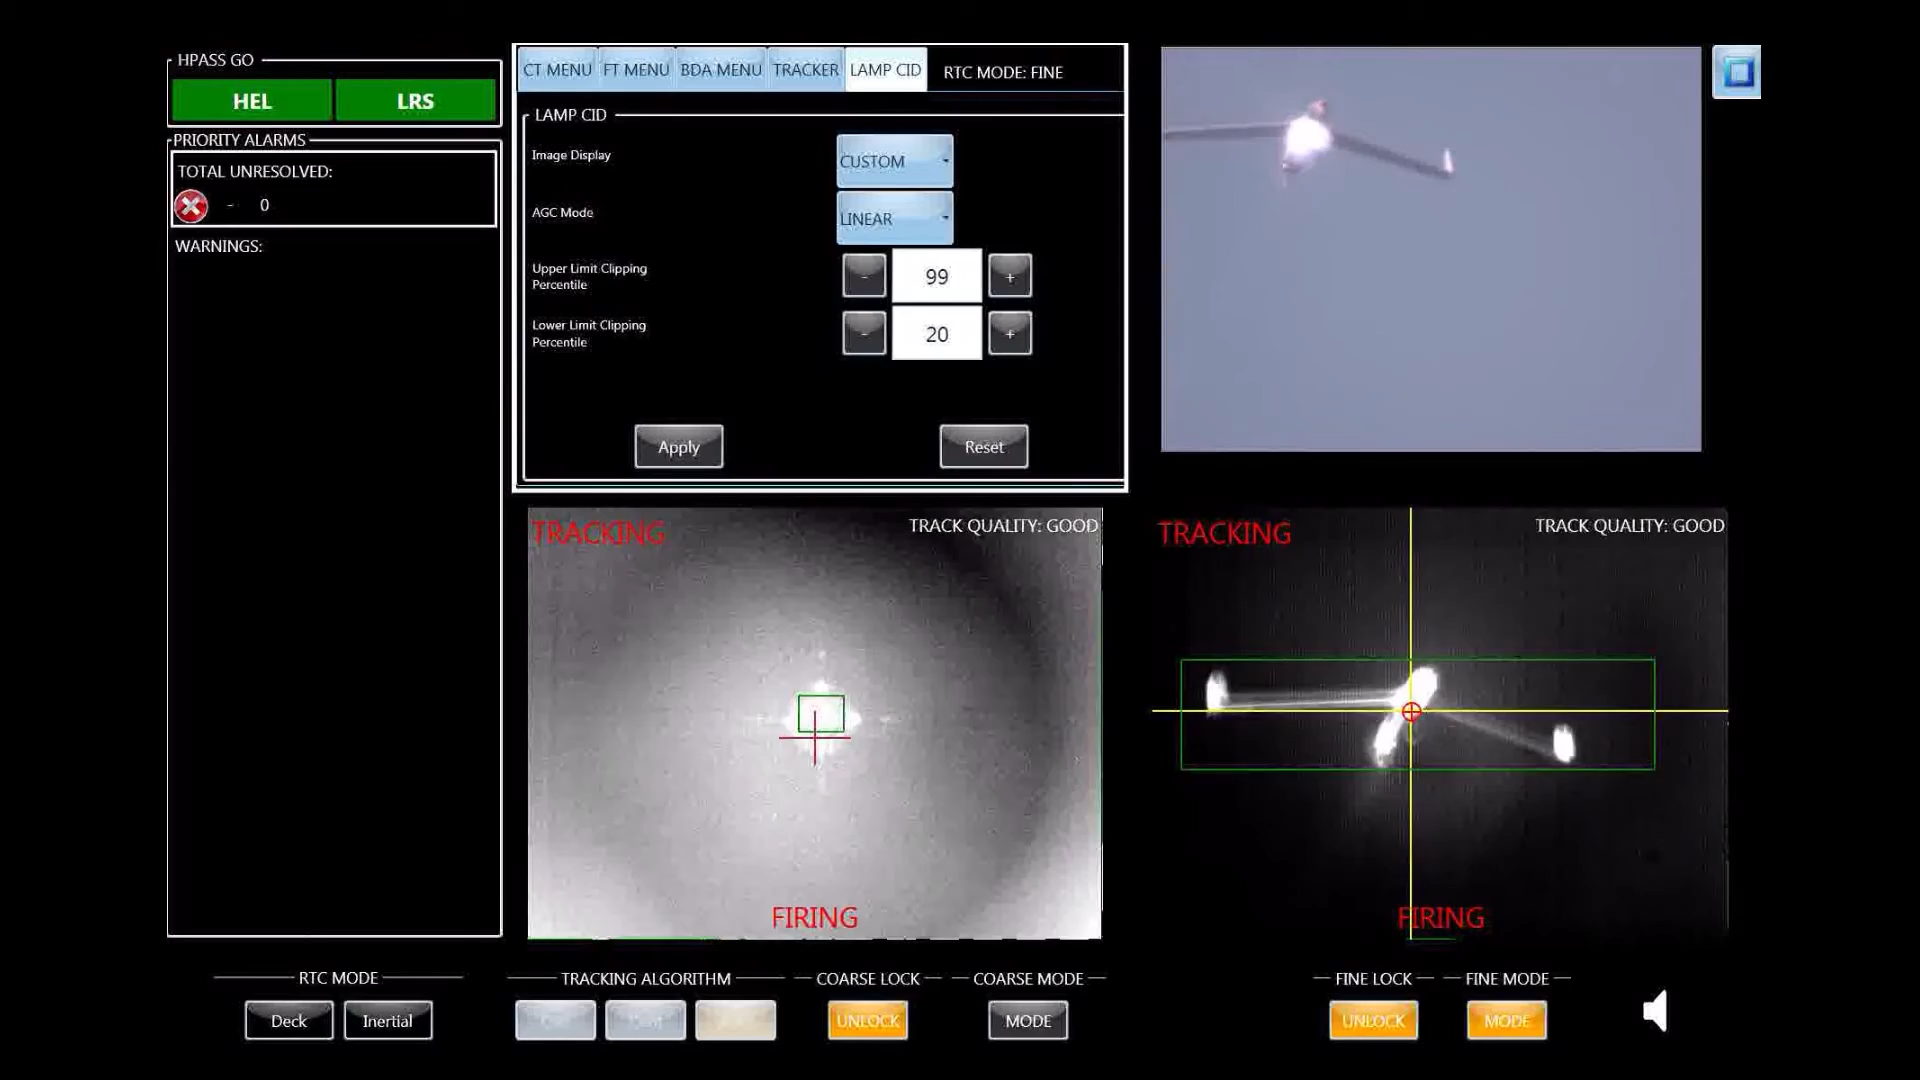 HPASS GO
HEL
LRS
PRIORITY ALARMS
TOTAL UNRESOLVED:
- 0
WARNINGS:
CT MENU
FT MENU
BDA MENU
TRACKER
LAMP CID
RTC MODE: FINE
LAMP CID
Image Display
CUSTOM
AGC Mode
LINEAR
Upper Limit Clipping
Percentile
- 99 +
Lower Limit Clipping
Percentile
- 20 +
Apply
Reset
TRACKING
TRACK QUALITY: GOOD
FIRING
TRACKING
TRACK QUALITY: GOOD
FIRING
RTC MODE
Deck
Inertial
TRACKING ALGORITHM
COARSE LOCK
UNLOCK
COARSE MODE
MODE
FINE LOCK
UNLOCK
FINE MODE
MODE